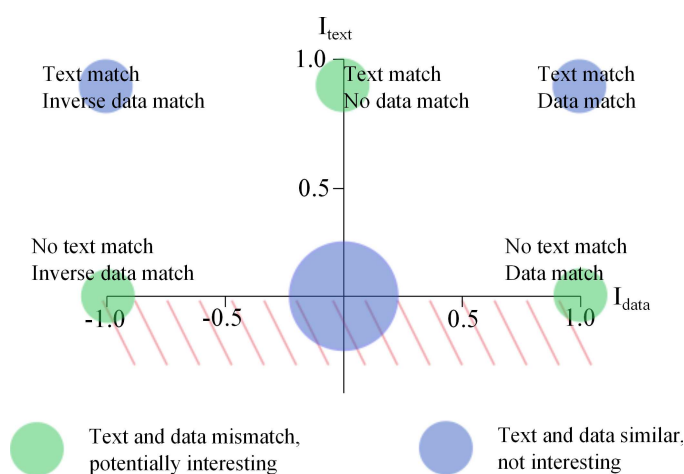 I_text
1.0
Text match
Inverse data match
Text match
No data match
Text match
Data match
0.5
No text match
Inverse data match
No text match
Data match
I_data
-1.0
-0.5
0.5
1.0
Text and data mismatch,
potentially interesting
Text and data similar,
not interesting